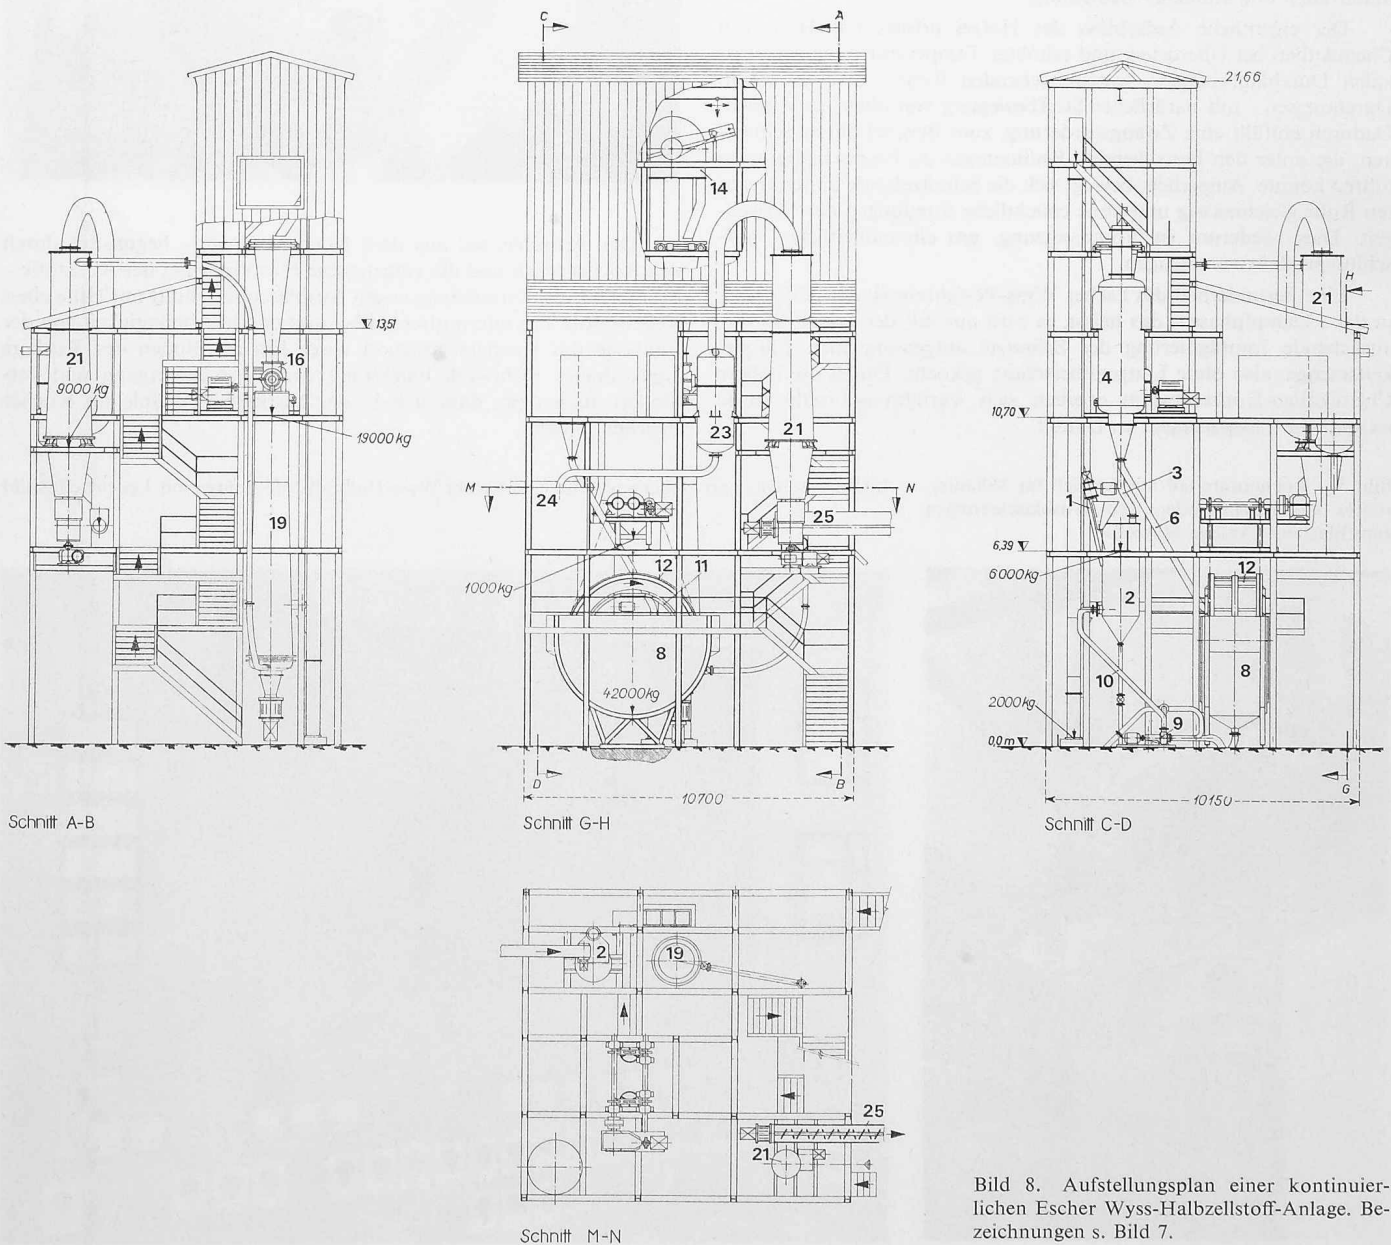 C
A
21,66
14
H
21
13,51
21
16
4
9000 kg
10,70
19000 kg
23
21
3
M
N
1
24
25
6
19
6,39
12
11
6000 kg
12
1000 kg
2
8
8
10
42000 kg
2000 kg
9
0,0 m
D
B
G
10700
10150
Schnitt A-B
Schnitt G-H
Schnitt C-D
2
19
25
21
Schnitt M-N
Bild 8. Aufstellungsplan einer kontinuier-
lichen Escher Wyss-Halbzellstoff-Anlage. Be-
zeichnungen s. Bild 7.